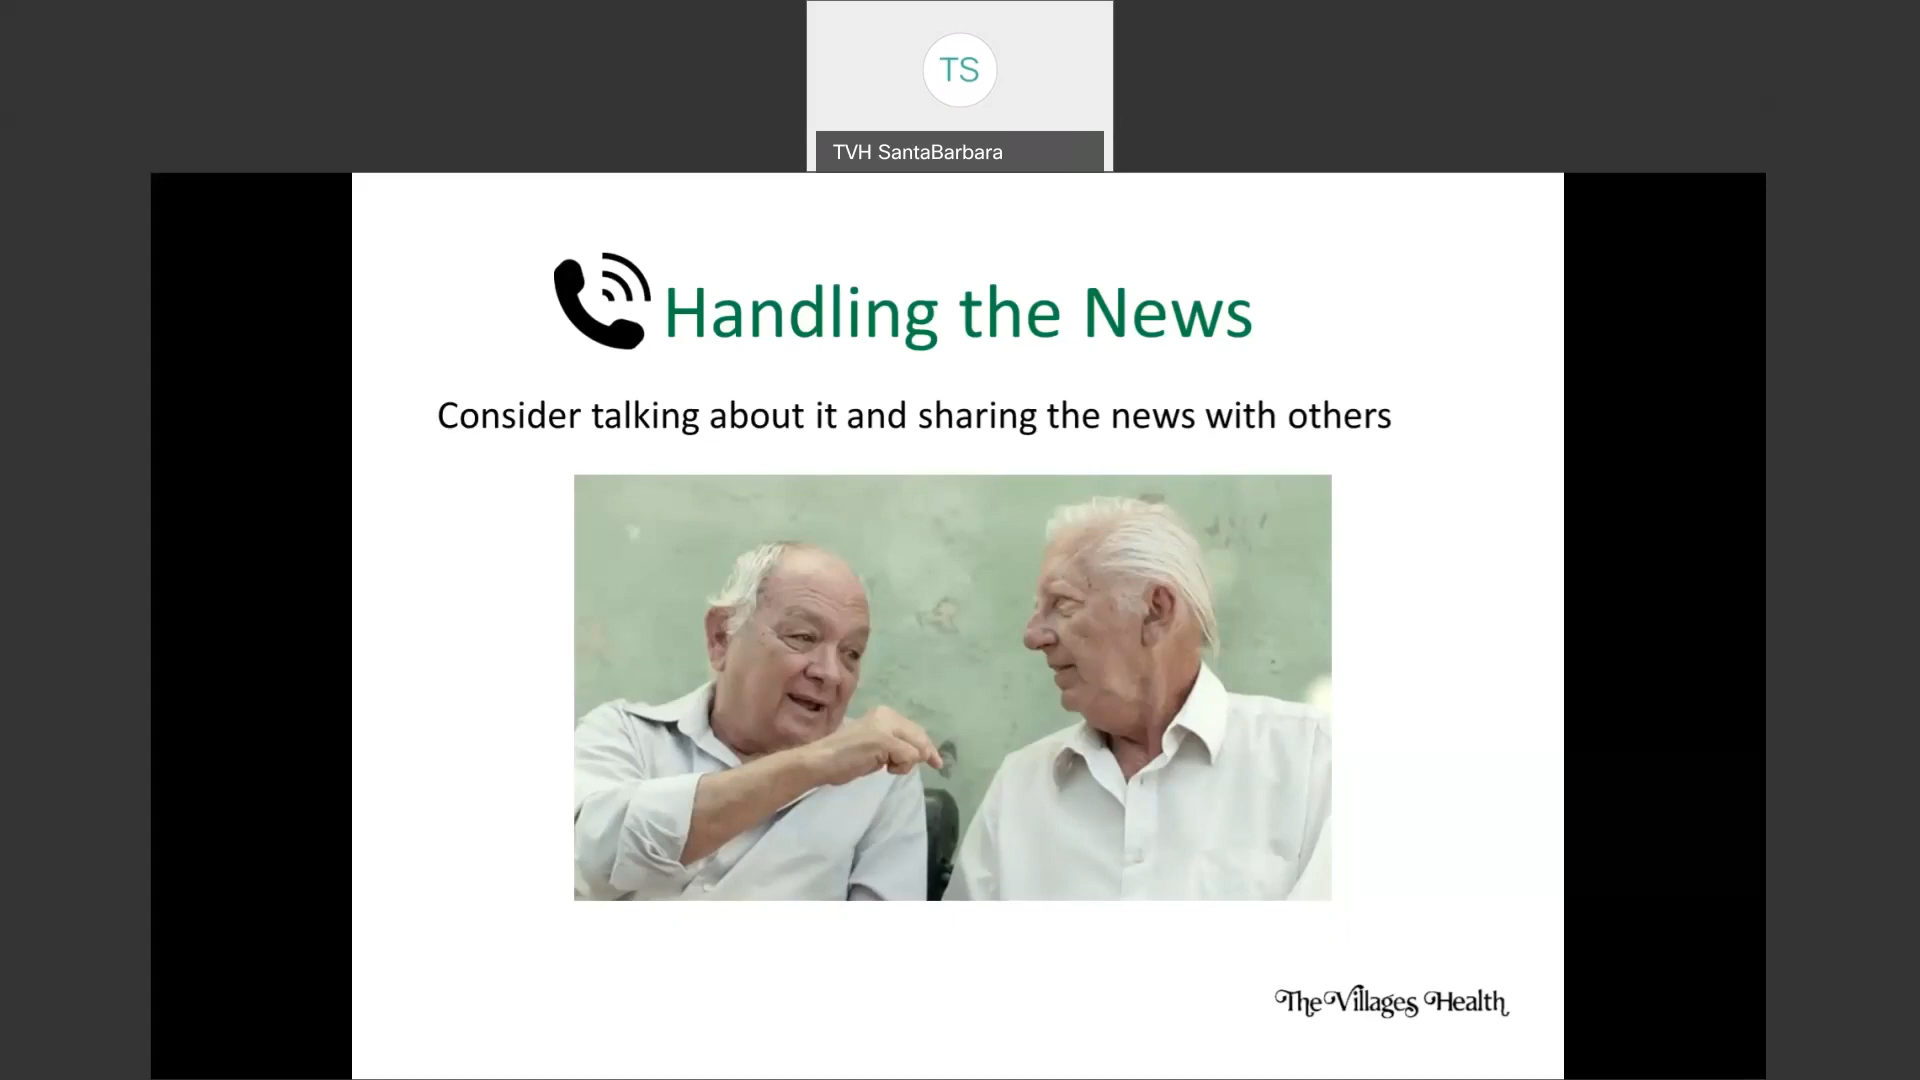 TS
TVH SantaBarbara
Handling the News
Consider talking about it and sharing the news with others
The Villages Health